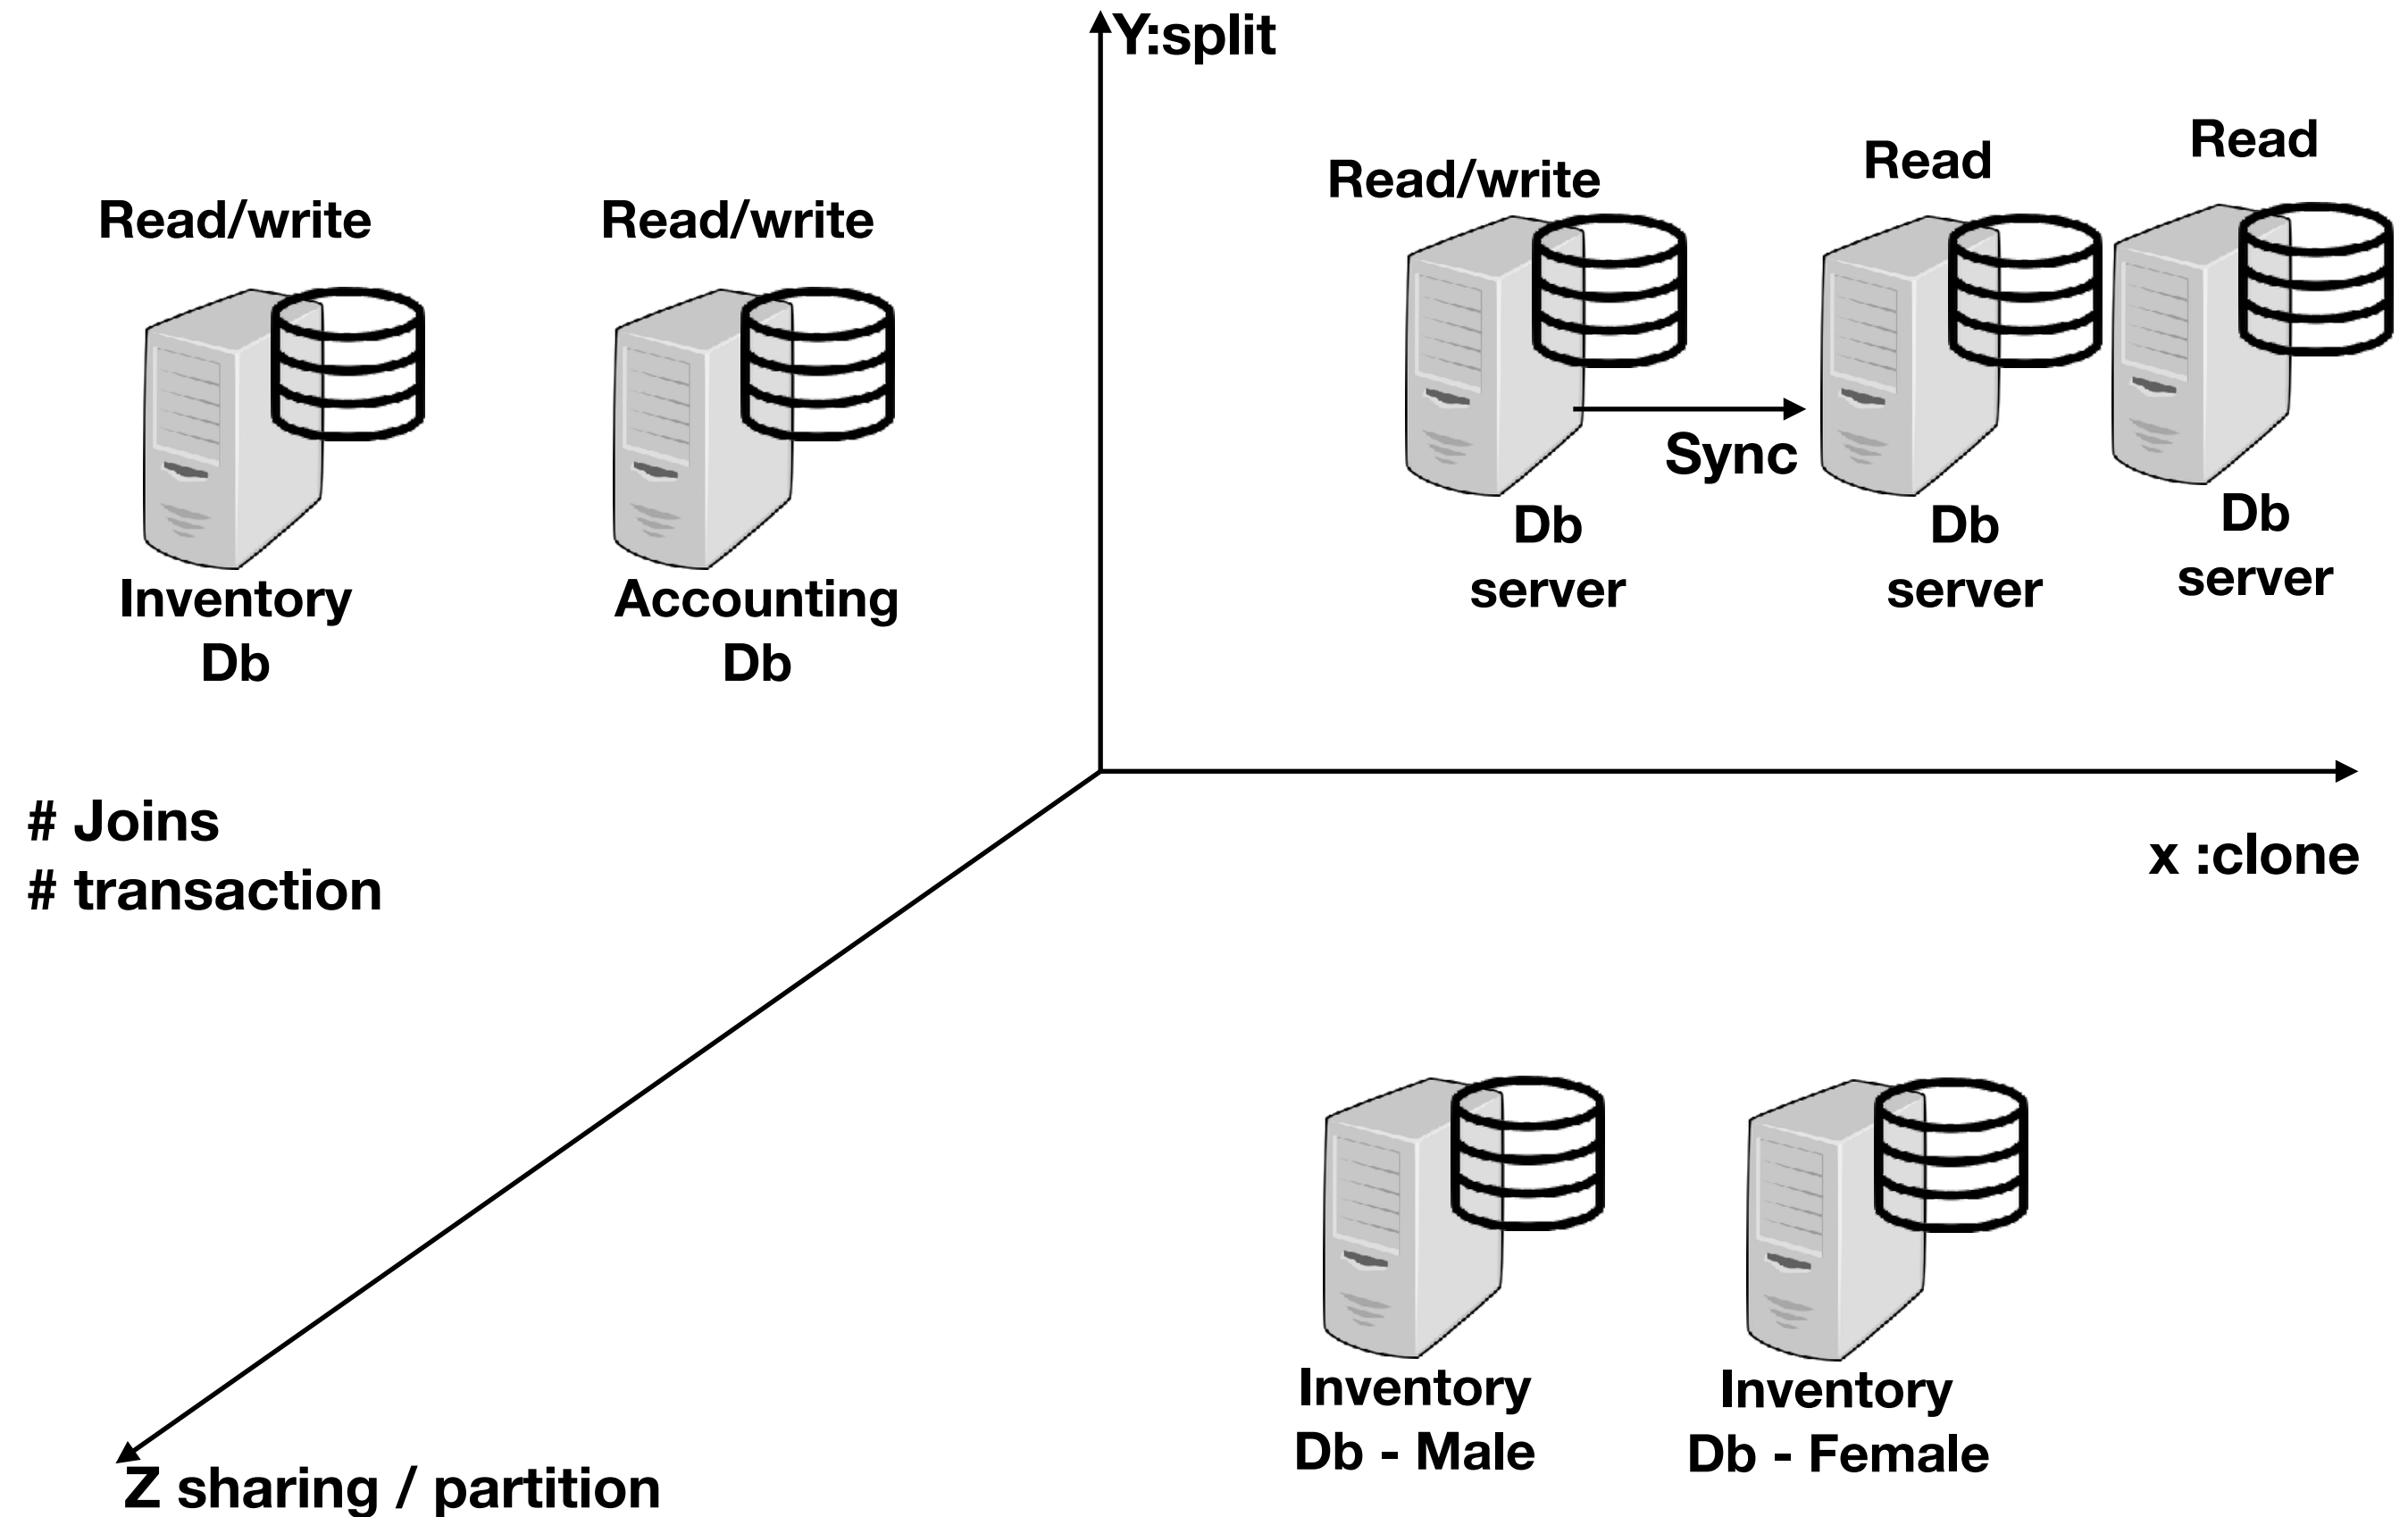 Y:split
Read/write
Read
Read
Read/write
Read/write
Sync
Db
server
Db
server
Db
server
Inventory
Db
Accounting
Db
# Joins
# transaction
x :clone
Inventory
Db - Male
Inventory
Db - Female
Z sharing / partition